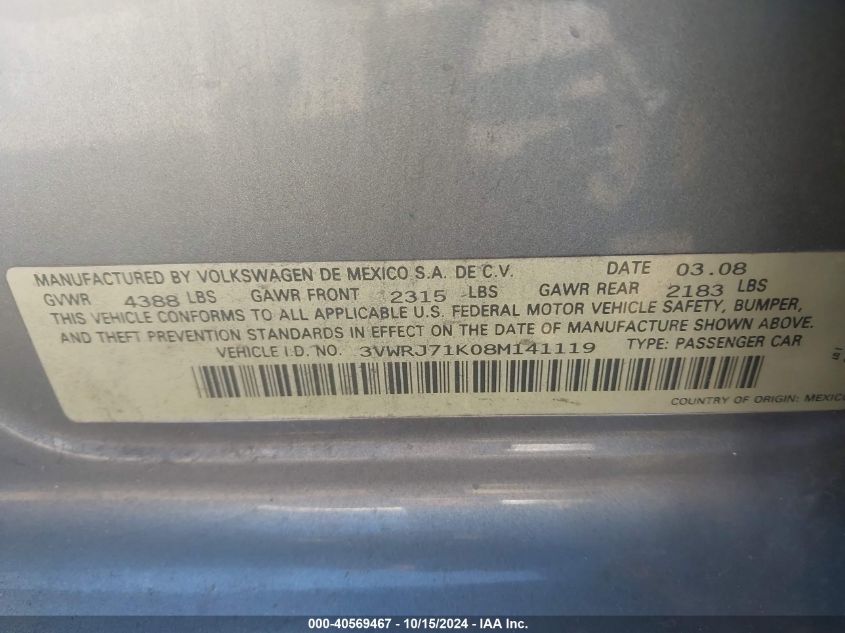 MANUFACTURED BY VOLKSWAGEN DE MEXICO S.A. DE C.V. DATE 03.08
GVWR 4388 LBS GAWR FRONT 2315 LBS GAWR REAR 2183 LBS
THIS VEHICLE CONFORMS TO ALL APPLICABLE U.S. FEDERAL MOTOR VEHICLE SAFETY, BUMPER,
AND THEFT PREVENTION STANDARDS IN EFFECT ON THE DATE OF MANUFACTURE SHOWN ABOVE.
VEHICLE I.D. NO. 3VWRJ71K08M141119 TYPE: PASSENGER CAR
COUNTRY OF ORIGIN: MEXICO
000-40569467 - 10/15/2024 - IAA Inc.